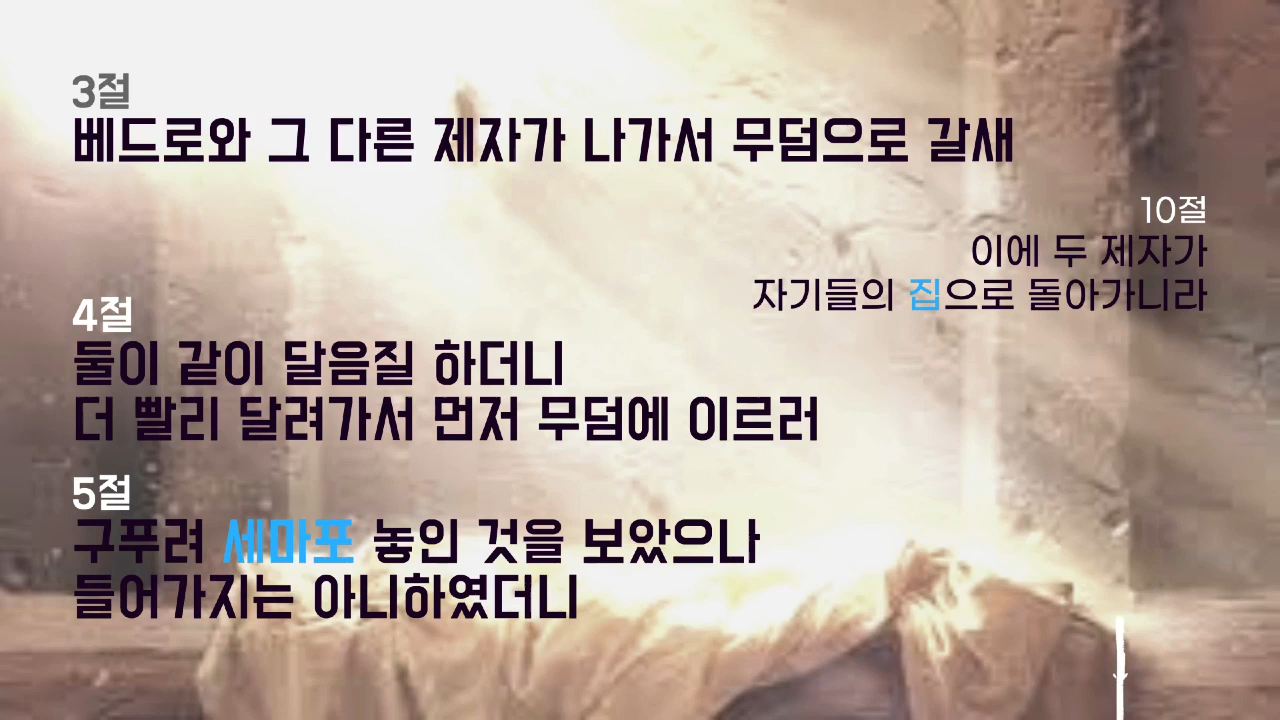 3절
베드로와 그 다른 제자가 나가서 무덤으로 갈새
10절
이에 두 제자가
자기들의 집으로 돌아가니라
4절
둘이 같이 달음질 하더니
더 빨리 달려가서 먼저 무덤에 이르러
5절
구푸려 세마포 놓인 것을 보았으나
들어가지는 아니하였더니